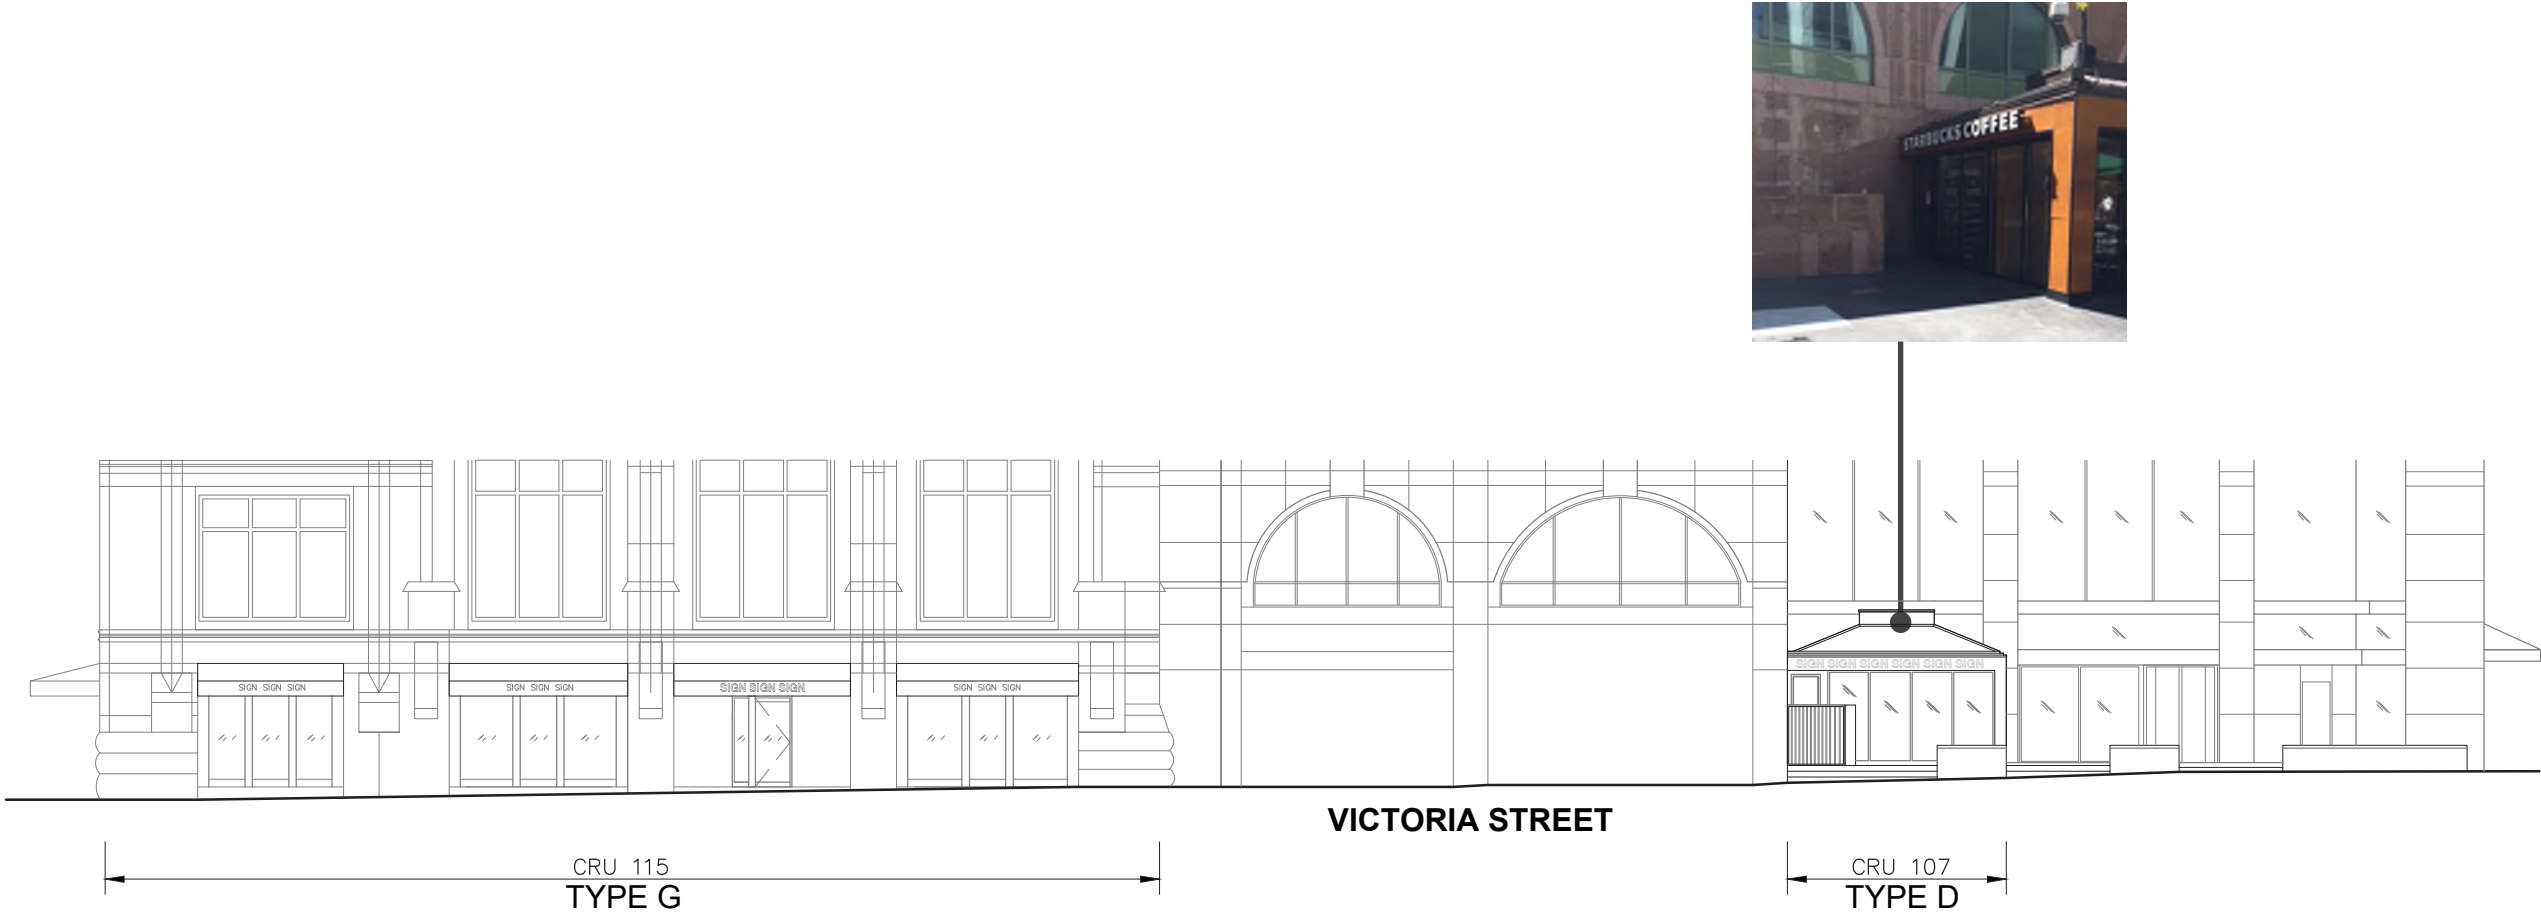 STARBUCKS COFFEE
SIGN SIGN SIGN
SIGN SIGN SIGN
SIGN SIGN SIGN
SIGN SIGN SIGN
SIGN SIGN SIGN SIGN SIGN SIGN
VICTORIA STREET
CRU 115
TYPE G
CRU 107
TYPE D